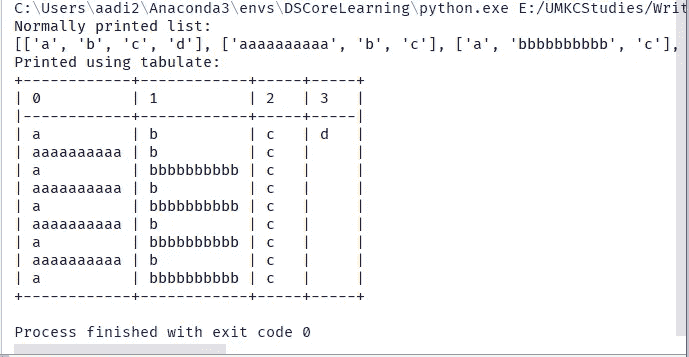 C:\Users\aadi2\Anaconda3\envs\DSCoreLearning\python.exe E:/UMKCStudies/Writ
Normally printed list:
[['a', 'b', 'c', 'd'], ['aaaaaaaaaa', 'b', 'c'], ['a', 'bbbbbbbbbb', 'c'],
Printed using tabulate:
+------------+------------+-----+-----+
| 0          | 1          | 2   | 3   |
|------------+------------+-----+-----|
| a          | b          | c   | d   |
| aaaaaaaaaa | b          | c   |     |
| a          | bbbbbbbbbb | c   |     |
| aaaaaaaaaa | b          | c   |     |
| a          | bbbbbbbbbb | c   |     |
| aaaaaaaaaa | b          | c   |     |
| a          | bbbbbbbbbb | c   |     |
| aaaaaaaaaa | b          | c   |     |
| a          | bbbbbbbbbb | c   |     |
+------------+------------+-----+-----+
Process finished with exit code 0